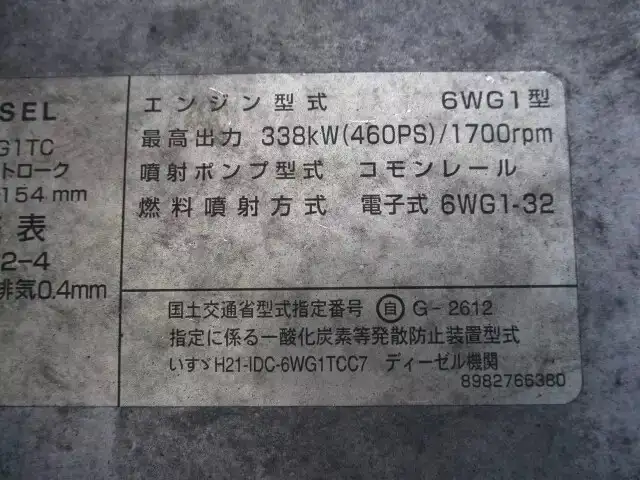 SEL
G1TC
トローク
154 mm
表
2-4
排気0.4mm
エンジン型式 6WG1型
最高出力 338kW(460PS)/1700rpm
噴射ポンプ型式 コモンレール
燃料噴射方式 電子式 6WG1-32
国土交通省型式指定番号 自 G-2612
指定に係る一酸化炭素等発散防止装置型式
いすゞH21-IDC-6WG1TCC7 ディーゼル機関
8982766380